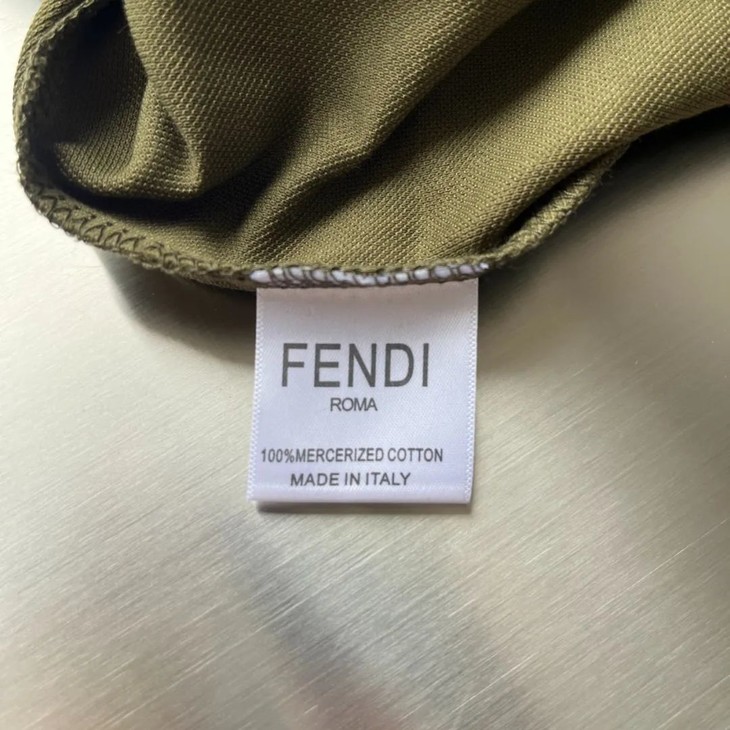 FENDI
ROMA
100%MERCERIZED COTTON
MADE IN ITALY